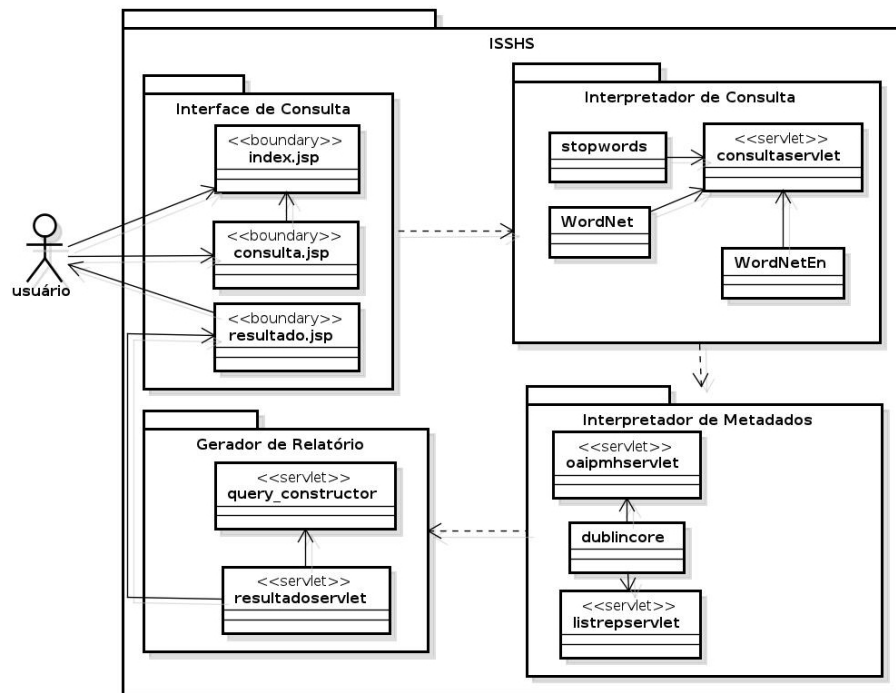 ISSHS
Interface de Consulta
<<boundary>>
index.jsp
<<boundary>>
consulta.jsp
<<boundary>>
resultado.jsp
usuário
Interpretador de Consulta
stopwords
<<servlet>>
consultaservlet
WordNet
WordNetEn
Gerador de Relatório
<<servlet>>
query_constructor
<<servlet>>
resultadoservlet
Interpretador de Metadados
<<servlet>>
oaipmhservlet
dublincore
<<servlet>>
listrepservlet